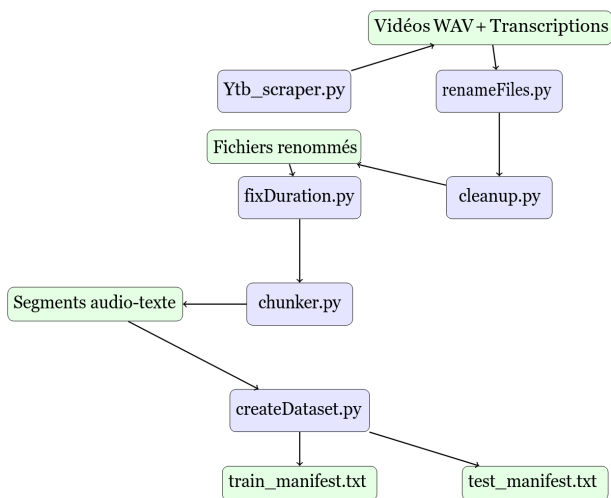 Vidéos WAV + Transcriptions
Ytb_scraper.py
renameFiles.py
Fichiers renommés
fixDuration.py
cleanup.py
Segments audio-texte
chunker.py
createDataset.py
train_manifest.txt
test_manifest.txt